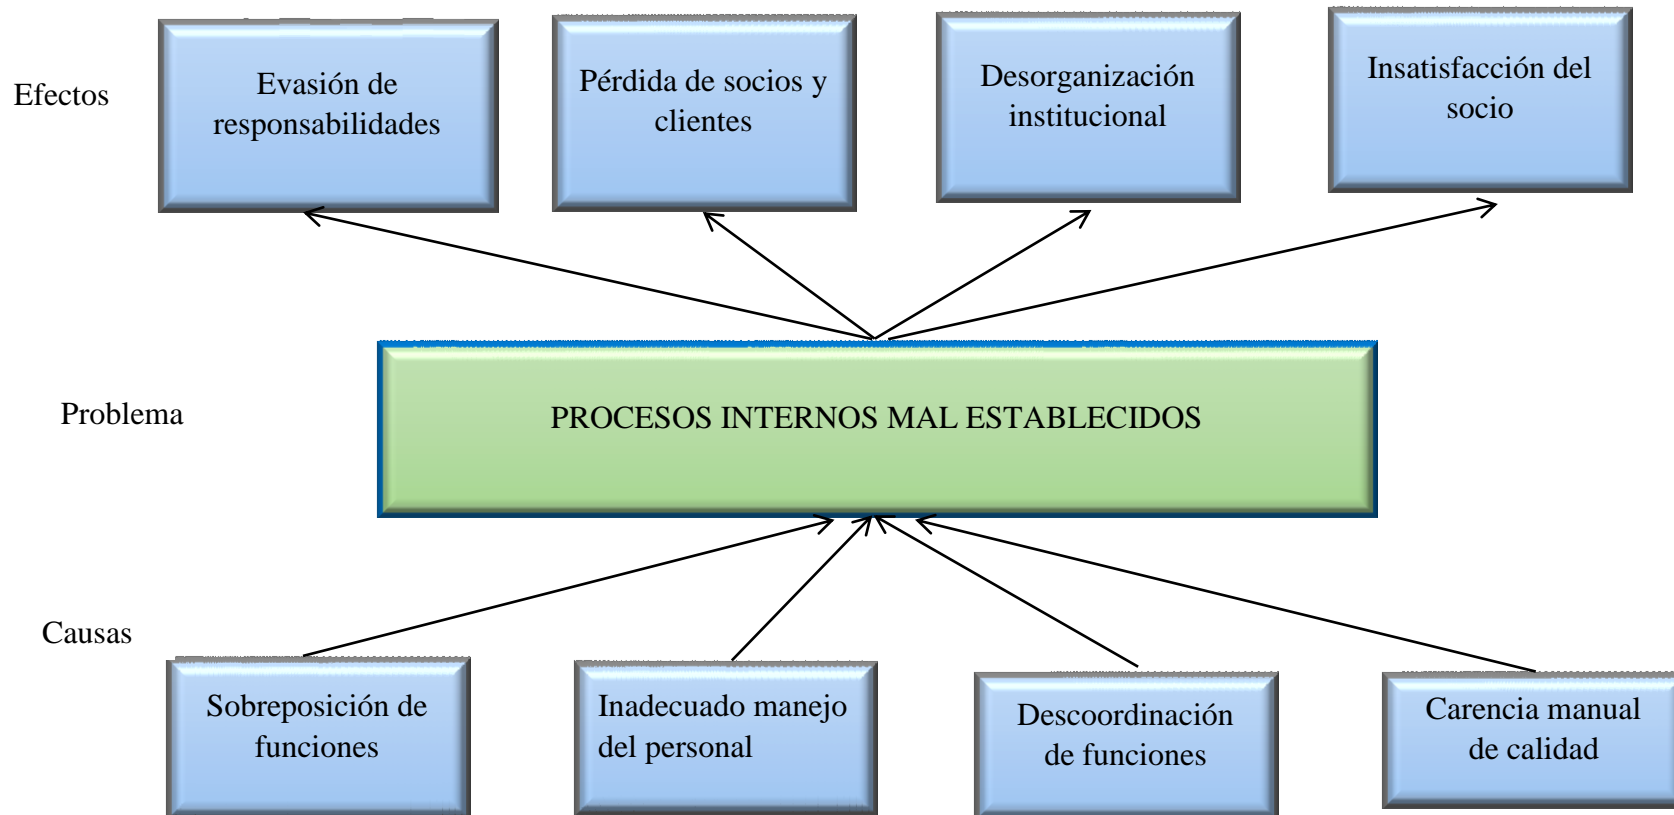 Efectos
Evasión de
responsabilidades
Pérdida de socios y
clientes
Desorganización
institucional
Insatisfacción del
socio
Problema
PROCESOS INTERNOS MAL ESTABLECIDOS
Causas
Sobreposición de
funciones
Inadecuado manejo
del personal
Descoordinación
de funciones
Carencia manual
de calidad